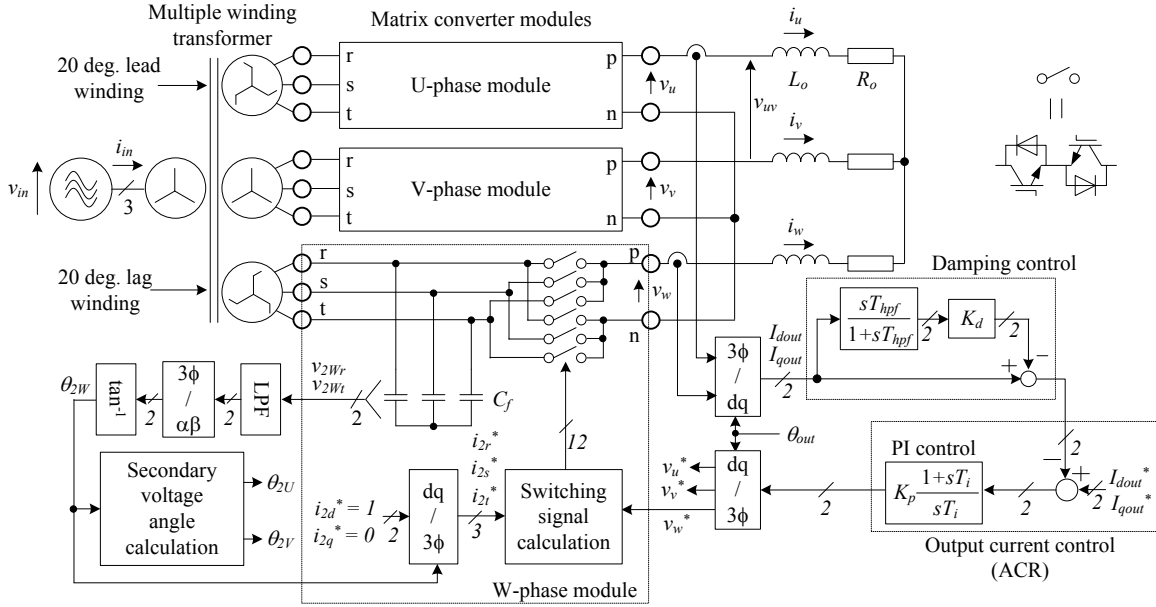 Multiple winding
transformer
Matrix converter modules
20 deg. lead
winding
r
s
t
U-phase module
p
n
v_u
i_u
L_o
R_o
v_uv
v_in
i_in
3
r
s
t
V-phase module
p
n
v_v
i_v
20 deg. lag
winding
r
s
t
p
n
v_w
i_w
Damping control
sT_hpf
1+sT_hpf
2
K_d
2
−
+
I_dout
I_qout
2
3ϕ
/
dq
θ_out
θ_2W
tan⁻¹
2
3ϕ
/
αβ
2
LPF
v_2Wr
v_2Wt
2
C_f
12
Secondary
voltage
angle
calculation
θ_2U
θ_2V
i_2d* = 1
i_2q* = 0
2
dq
/
3ϕ
i_2r*
i_2s*
i_2t*
3
Switching
signal
calculation
W-phase module
v_u*
v_v*
v_w*
dq
/
3ϕ
2
PI control
K_p 1+sT_i
sT_i
2
2
−
+
2
I_dout*
I_qout*
Output current control
(ACR)